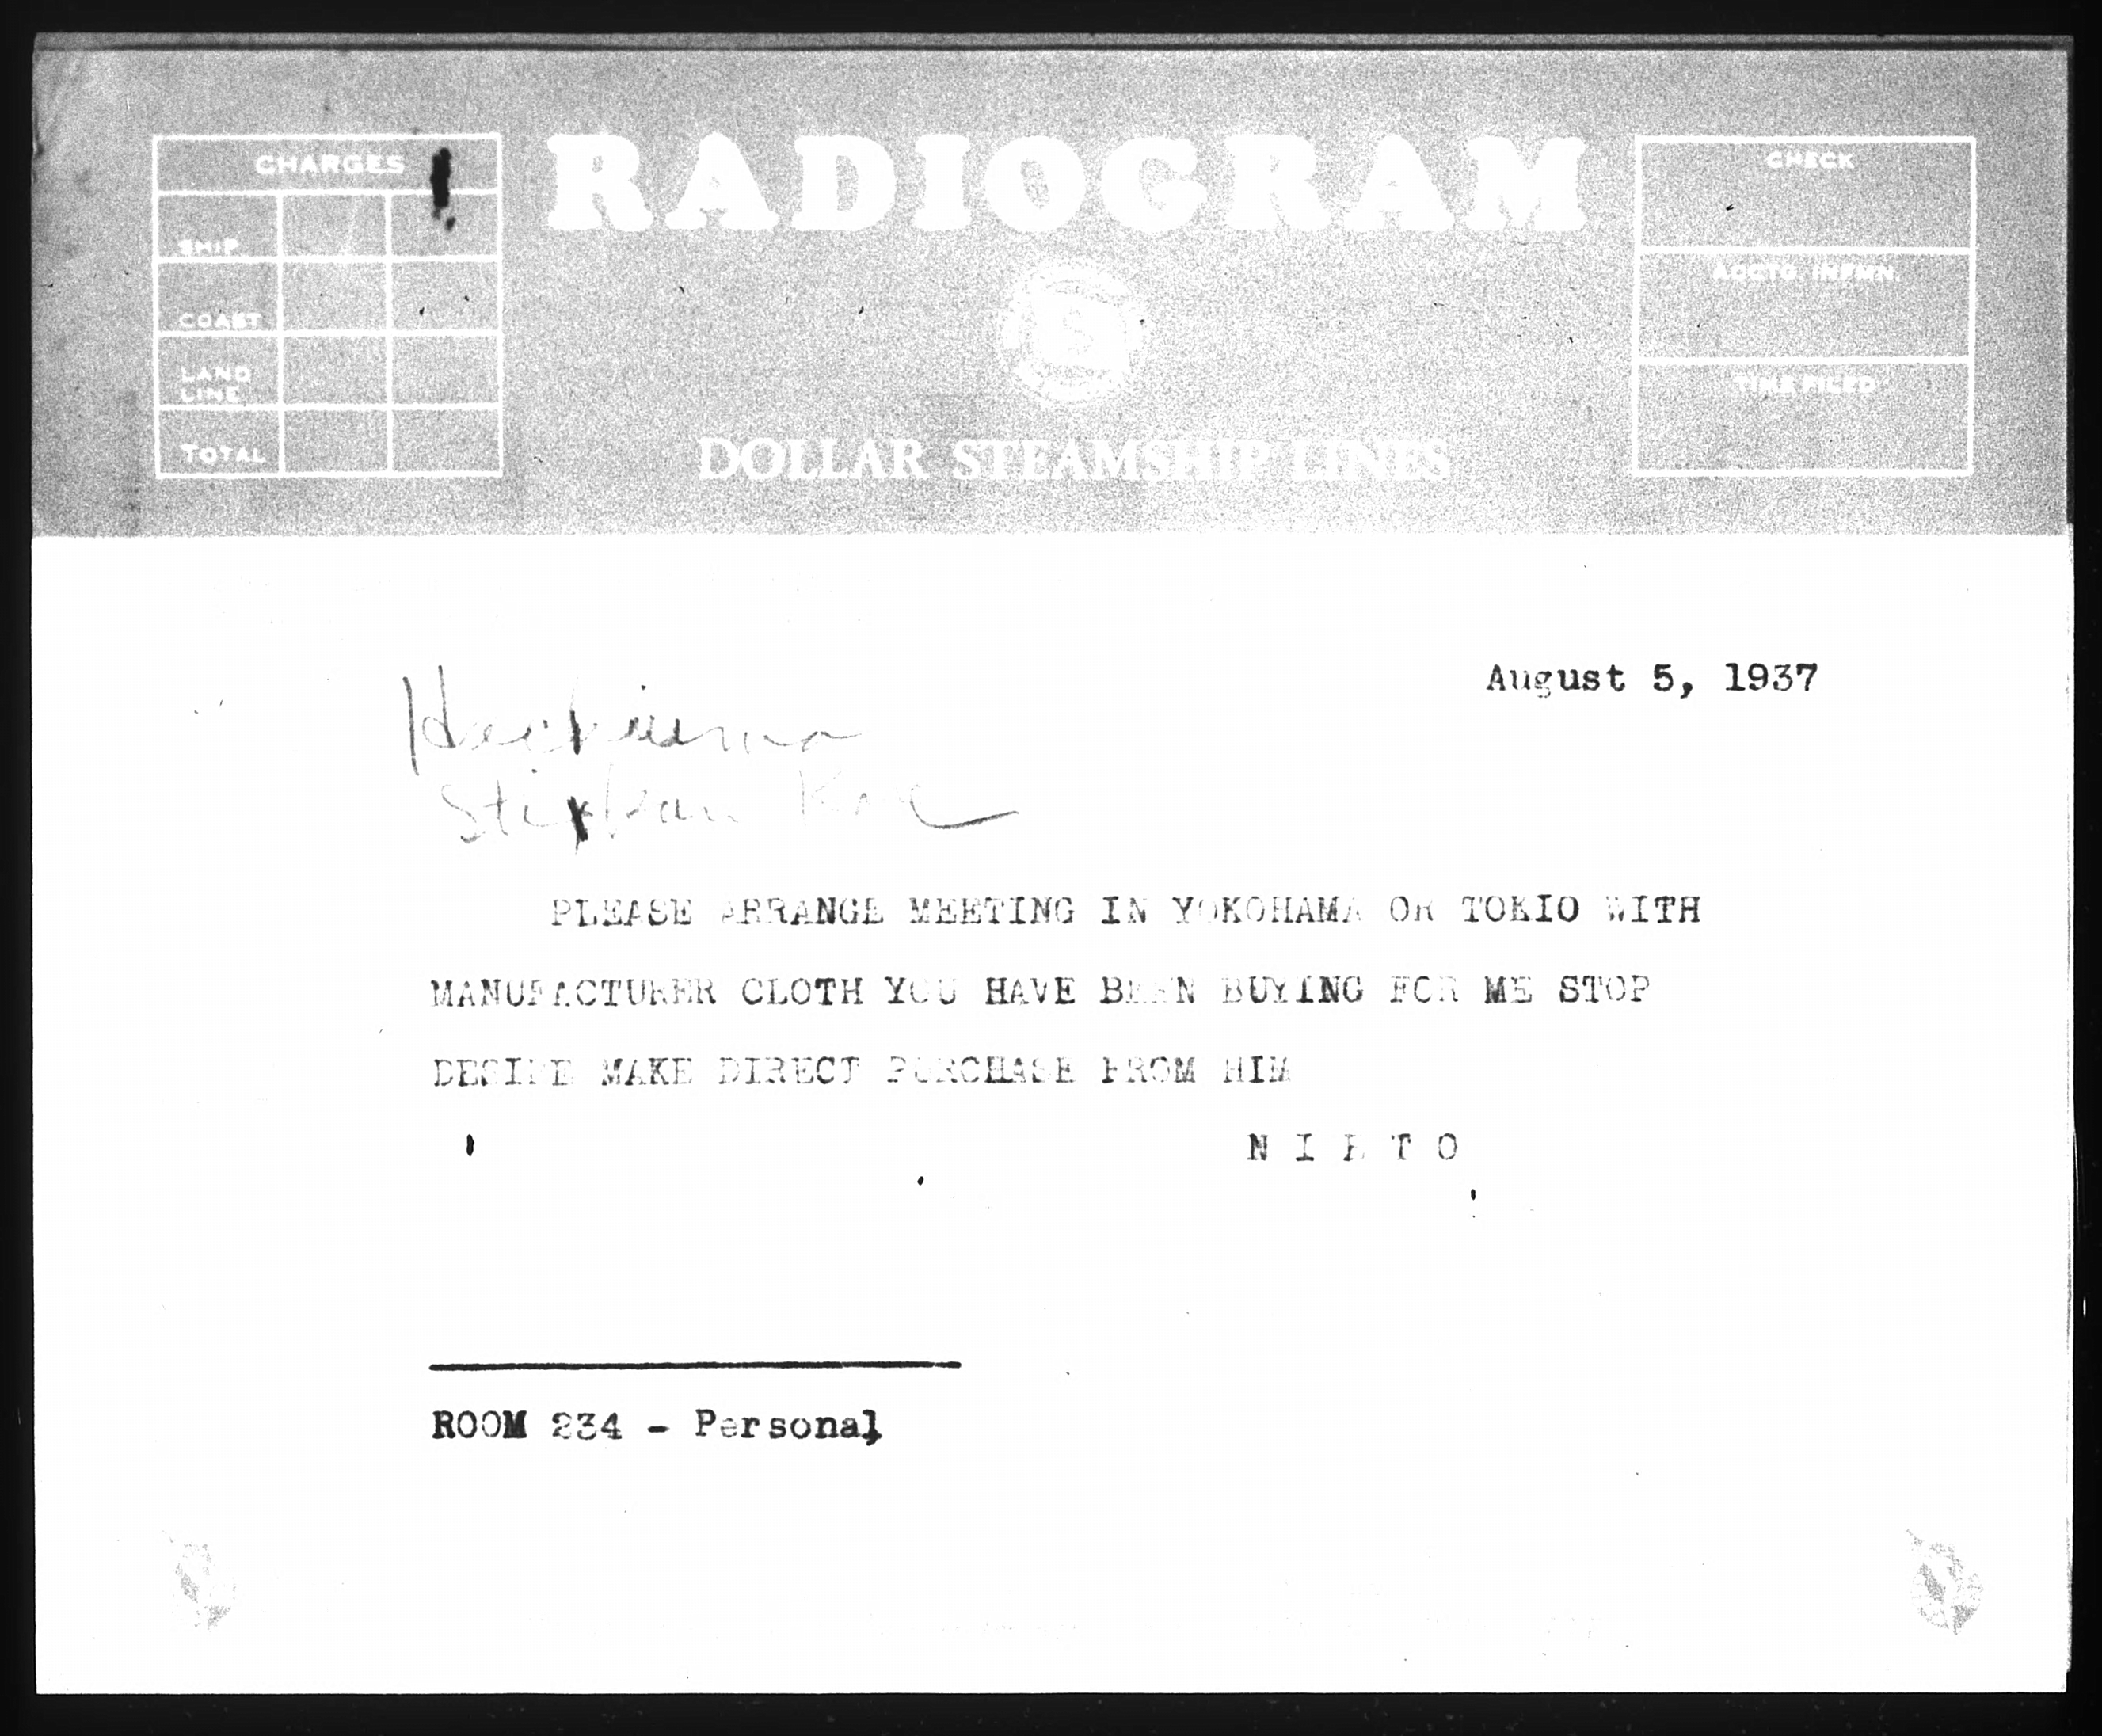 RADIOGRAM
CHARGES
SHIP
COAST
LAND
LINE
TOTAL
CHECK
ACCTG. INFMN.
TIME FILED
DOLLAR STEAMSHIP LINES
August 5, 1937
PLEASE ARRANGE MEETING IN YOKOHAMA OR TOKIO WITH
MANUFACTURER CLOTH YOU HAVE BEEN BUYING FOR ME STOP
DESIRE MAKE DIRECT PURCHASE FROM HIM
N I E T O
ROOM 234 - Personal